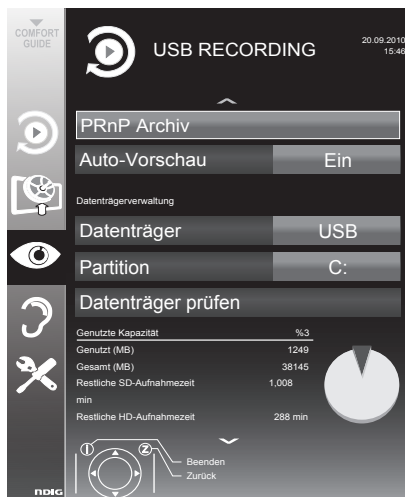 COMFORT
GUIDE
USB RECORDING
20.09.2010
15:46
PRnP Archiv
Auto-Vorschau Ein
Datenträgerverwaltung
Datenträger USB
Partition C:
Datenträger prüfen
Genutzte Kapazität %3
Genutzt (MB) 1249
Gesamt (MB) 38145
Restliche SD-Aufnahmezeit 1,008
min
Restliche HD-Aufnahmezeit 288 min
Beenden
Zurück
NDIG